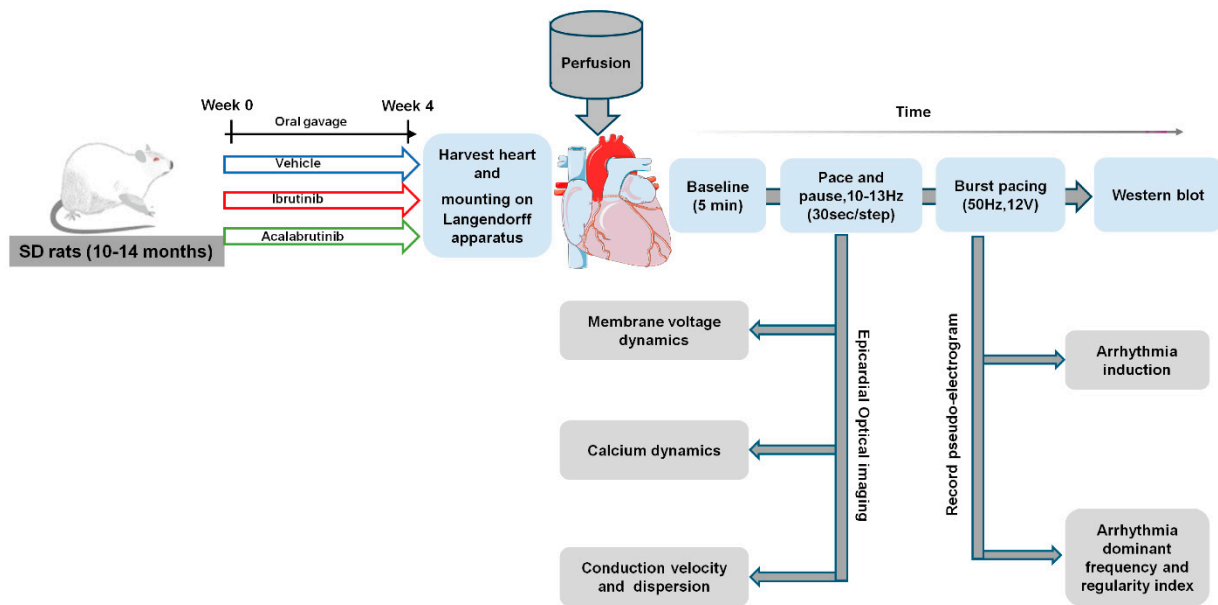 Perfusion
Week 0
Week 4
Oral gavage
Vehicle
Ibrutinib
Acalabrutinib
SD rats (10-14 months)
Harvest heart
and
mounting on
Langendorff
apparatus
Time
Baseline
(5 min)
Pace and
pause,10-13Hz
(30sec/step)
Burst pacing
(50Hz,12V)
Western blot
Epicardial Optical imaging
Membrane voltage
dynamics
Calcium dynamics
Conduction velocity
and dispersion
Record pseudo-electrogram
Arrhythmia
induction
Arrhythmia
dominant
frequency and
regularity index